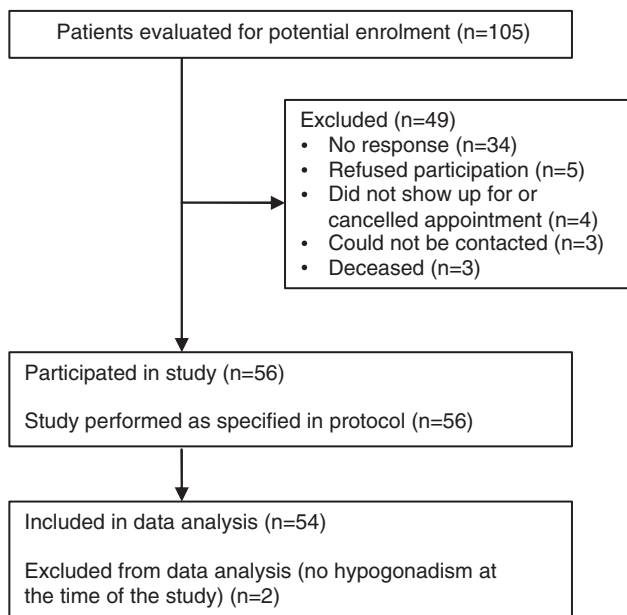 Patients evaluated for potential enrolment (n=105)
Excluded (n=49)
• No response (n=34)
• Refused participation (n=5)
• Did not show up for or
cancelled appointment (n=4)
• Could not be contacted (n=3)
• Deceased (n=3)
Participated in study (n=56)
Study performed as specified in protocol (n=56)
Included in data analysis (n=54)
Excluded from data analysis (no hypogonadism at
the time of the study) (n=2)